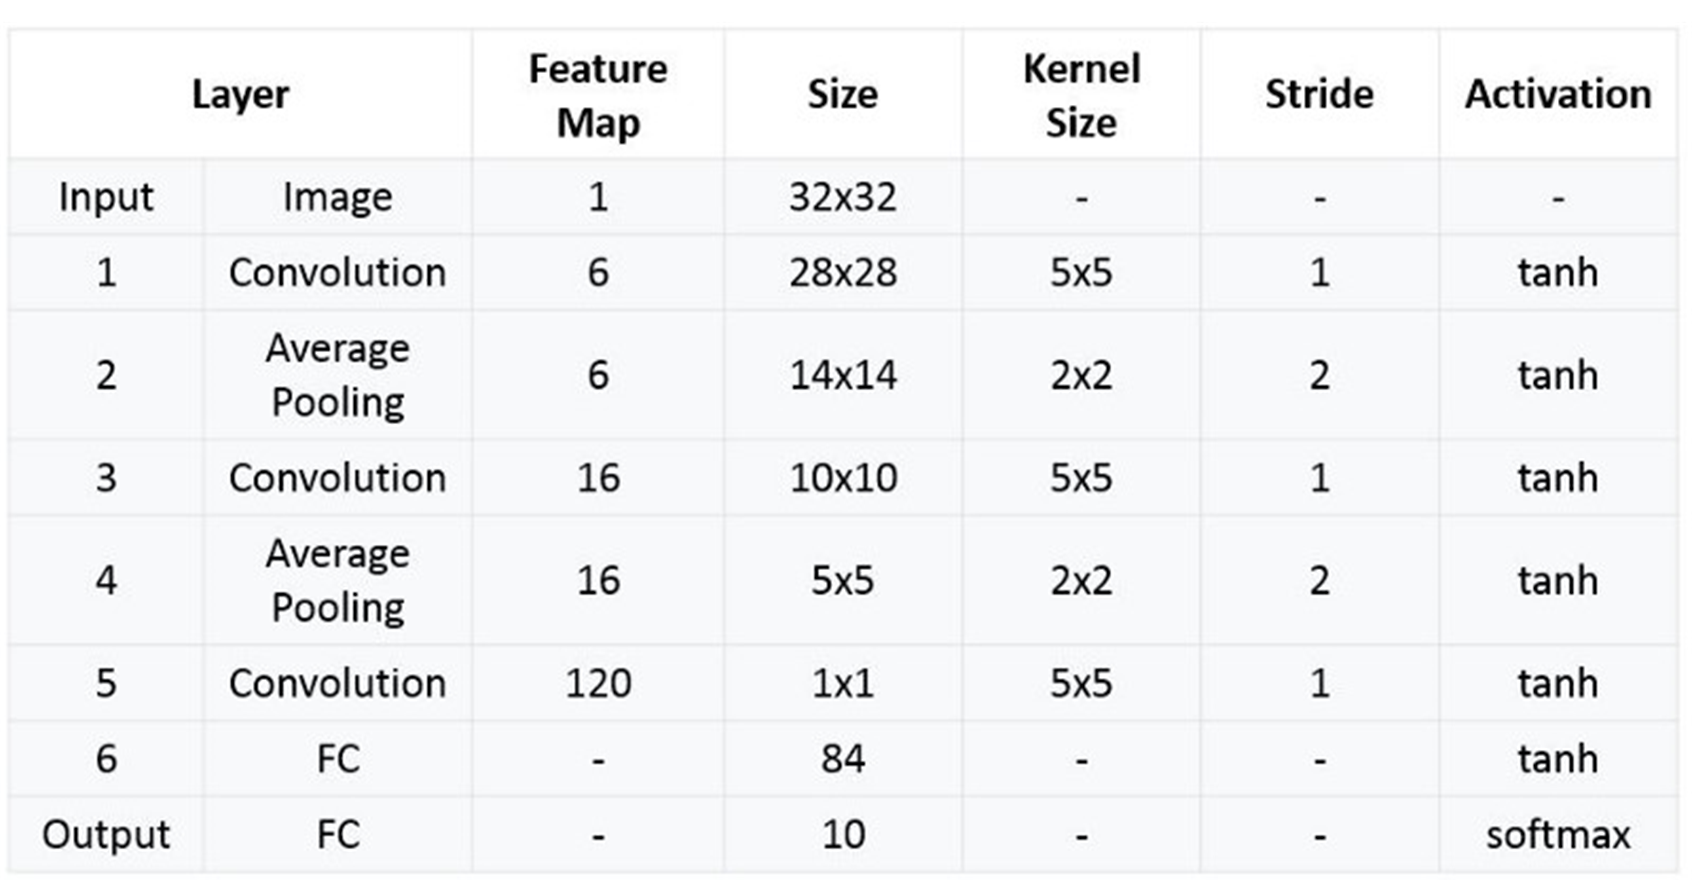 Layer Feature Map Size Kernel Size Stride Activation
Input Image 1 32x32 - - -
1 Convolution 6 28x28 5x5 1 tanh
2 Average Pooling 6 14x14 2x2 2 tanh
3 Convolution 16 10x10 5x5 1 tanh
4 Average Pooling 16 5x5 2x2 2 tanh
5 Convolution 120 1x1 5x5 1 tanh
6 FC - 84 - - tanh
Output FC - 10 - - softmax